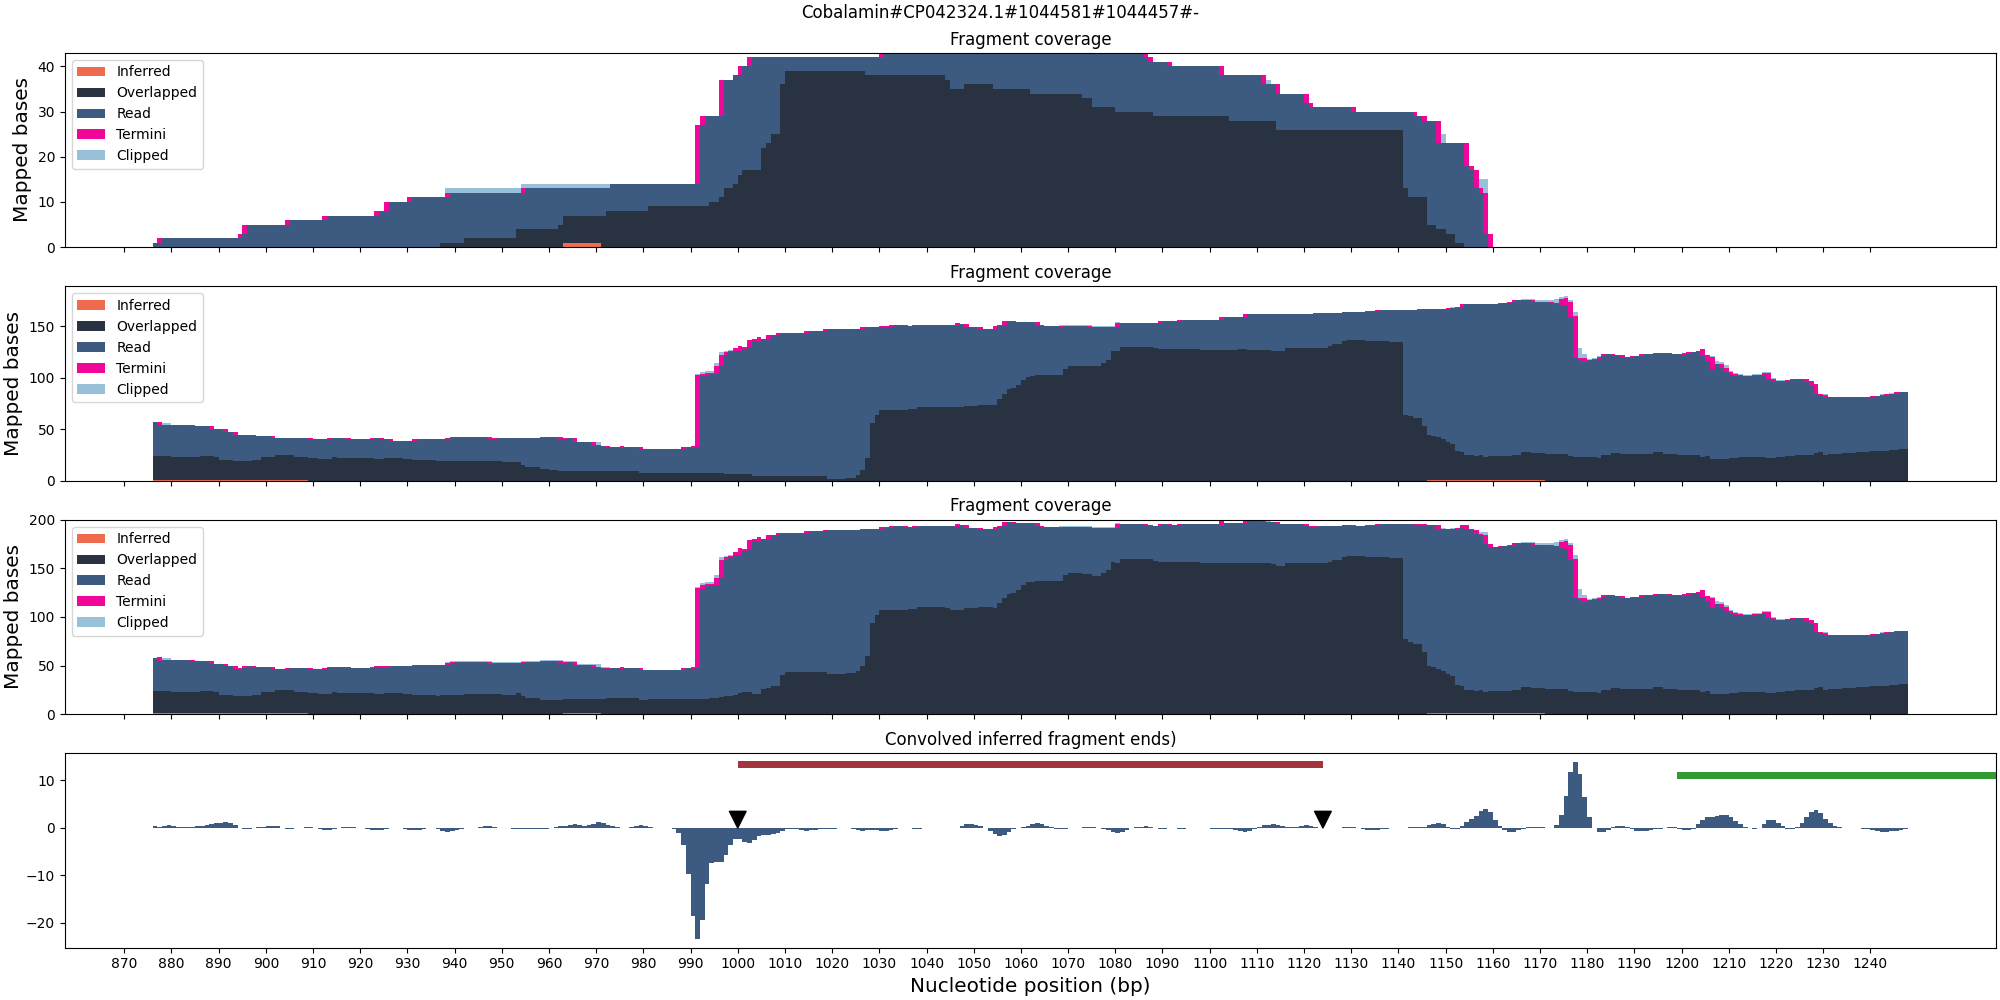 Cobalamin#CP042324.1#1044581#1044457#-
Fragment coverage
Mapped bases
40
30
20
10
0
Inferred
Overlapped
Read
Termini
Clipped
Fragment coverage
Mapped bases
150
100
50
0
Inferred
Overlapped
Read
Termini
Clipped
Fragment coverage
Mapped bases
200
150
100
50
0
Inferred
Overlapped
Read
Termini
Clipped
Convolved inferred fragment ends)
10
0
−10
−20
870 880 890 900 910 920 930 940 950 960 970 980 990 1000 1010 1020 1030 1040 1050 1060 1070 1080 1090 1100 1110 1120 1130 1140 1150 1160 1170 1180 1190 1200 1210 1220 1230 1240
Nucleotide position (bp)